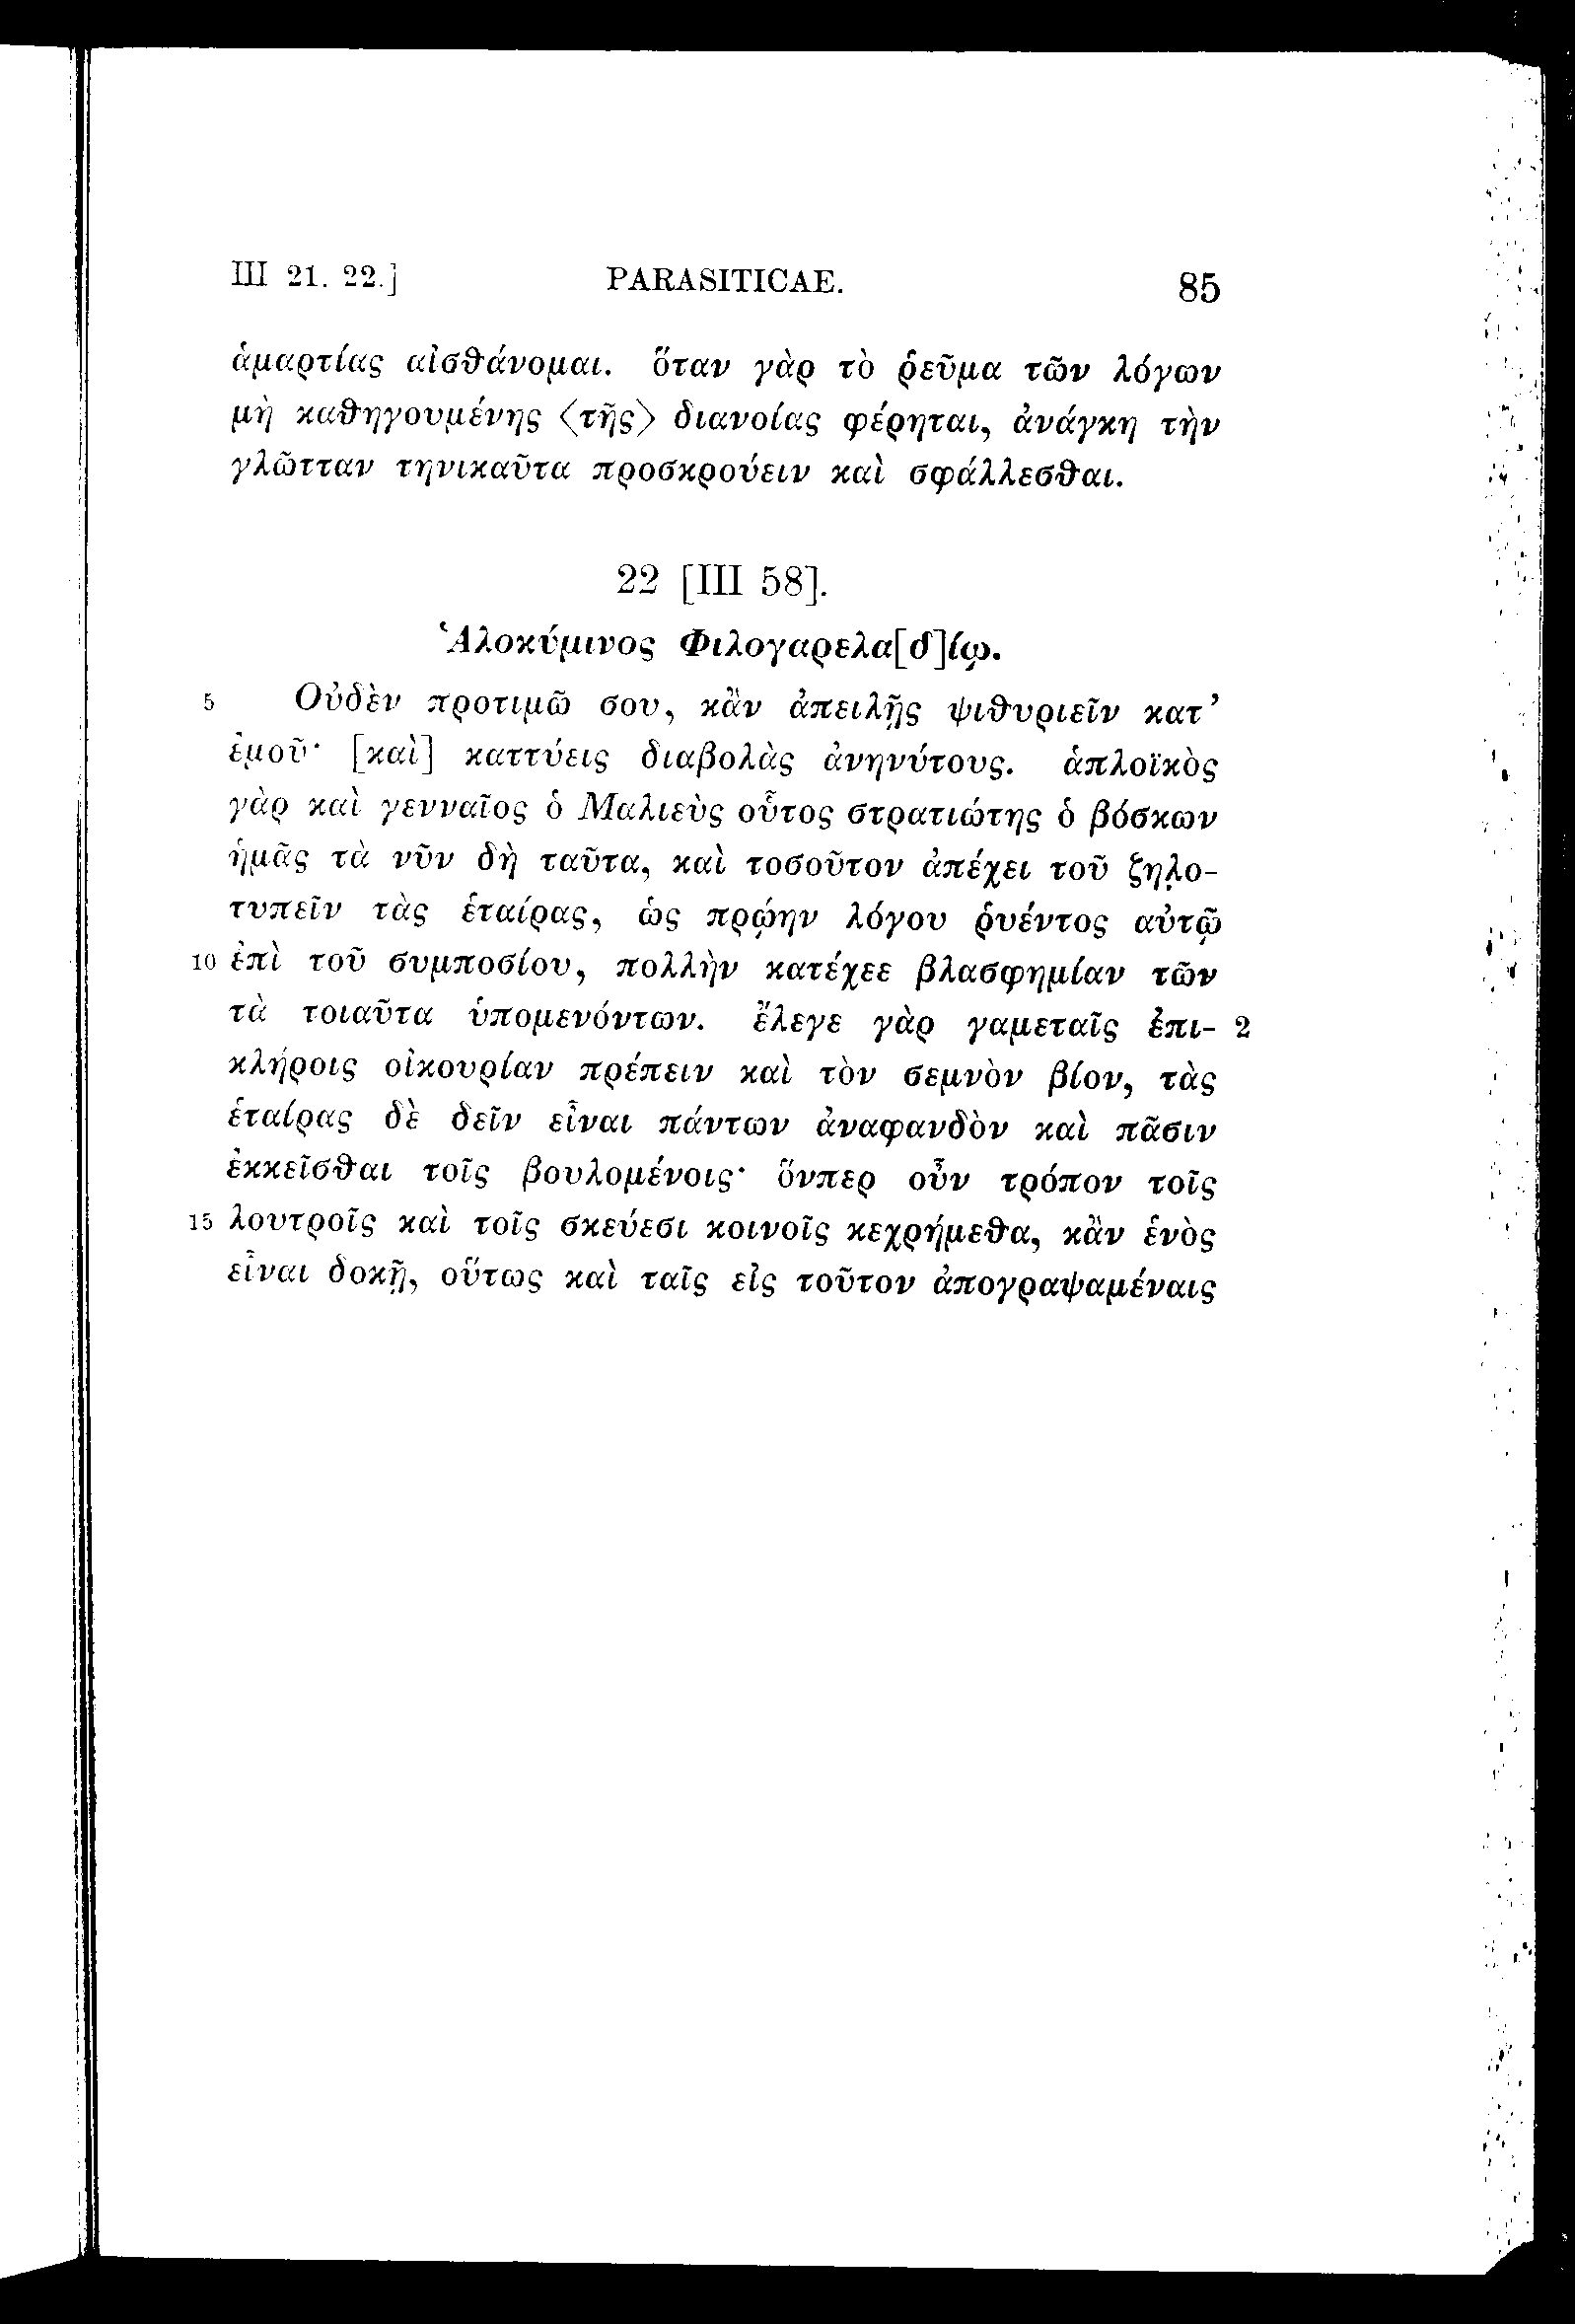 III 21. 22.] PARASITICAE. 85
ἁμαρτίας αἰσθάνομαι. ὅταν γὰρ τὸ ῥεῦμα τῶν λόγων
μὴ καθηγουμένης ⟨τῆς⟩ διανοίας φέρηται, ἀνάγκη τὴν
γλῶτταν τηνικαῦτα προσκρούειν καὶ σφάλλεσθαι.
22 [III 58].
Ἁλοκύμινος Φιλογαρελα[δ]ίῳ.
5 Οὐδὲν προτιμῶ σου, κἂν ἀπειλῇς ψιθυριεῖν κατ’
ἐμοῦ· [καὶ] καττύεις διαβολὰς ἀνηνύτους. ἁπλοϊκὸς
γὰρ καὶ γενναῖος ὁ Μαλιεὺς οὗτος στρατιώτης ὁ βόσκων
ἡμᾶς τὰ νῦν δὴ ταῦτα, καὶ τοσοῦτον ἀπέχει τοῦ ζηλο-
τυπεῖν τὰς ἑταίρας, ὡς πρῴην λόγου ῥυέντος αὐτῷ
10 ἐπὶ τοῦ συμποσίου, πολλὴν κατέχεε βλασφημίαν τῶν
τὰ τοιαῦτα ὑπομενόντων. ἔλεγε γὰρ γαμεταῖς ἐπι- 2
κλήροις οἰκουρίαν πρέπειν καὶ τὸν σεμνὸν βίον, τὰς
ἑταίρας δὲ δεῖν εἶναι πάντων ἀναφανδὸν καὶ πᾶσιν
ἐκκεῖσθαι τοῖς βουλομένοις· ὅνπερ οὖν τρόπον τοῖς
15 λουτροῖς καὶ τοῖς σκεύεσι κοινοῖς κεχρήμεθα, κἂν ἑνὸς
εἶναι δοκῇ, οὕτως καὶ ταῖς εἰς τοῦτον ἀπογραψαμέναις